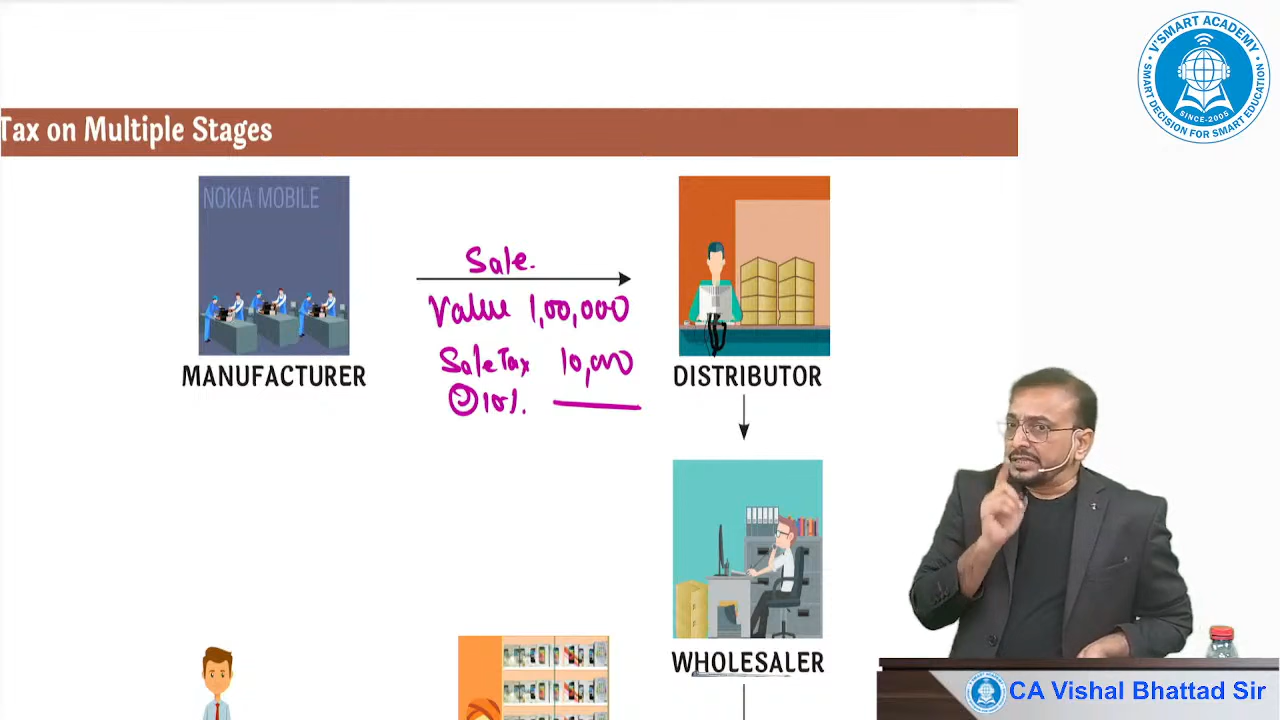 V'SMART ACADEMY
SMART DECISION FOR SMART EDUCATION
SINCE-2005
Tax on Multiple Stages
NOKIA MOBILE
Sale.
Value 1,00,000
Sale Tax 10,000
@10%.
MANUFACTURER
DISTRIBUTOR
WHOLESALER
CA Vishal Bhattad Sir